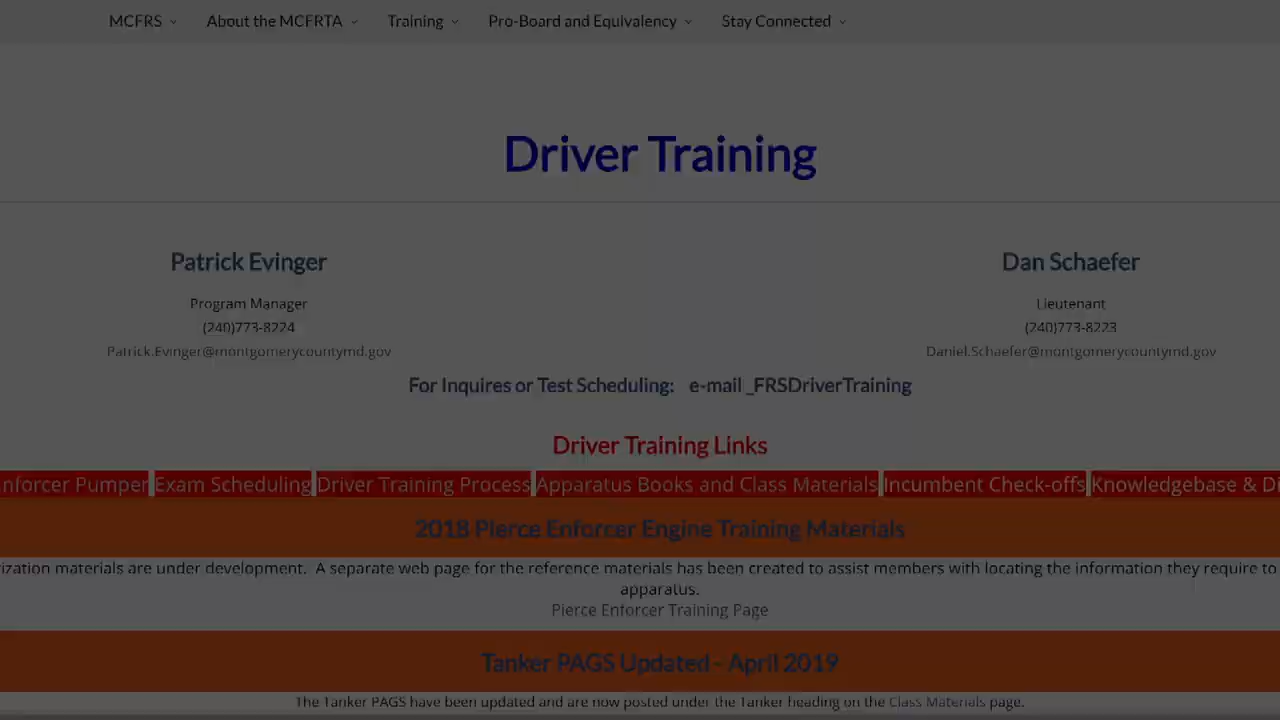 MCFRS About the MCFRTA Training Pro-Board and Equivalency Stay Connected
Driver Training
Patrick Evinger
Program Manager
(240)773-8224
Patrick.Evinger@montgomerycountymd.gov
Dan Schaefer
Lieutenant
(240)773-8223
Daniel.Schaefer@montgomerycountymd.gov
For Inquires or Test Scheduling: e-mail _FRSDriverTraining
Driver Training Links
nforcer Pumper Exam Scheduling Driver Training Process Apparatus Books and Class Materials Incumbent Check-offs Knowledgebase & Di
2018 Pierce Enforcer Engine Training Materials
ization materials are under development. A separate web page for the reference materials has been created to assist members with locating the information they require to
apparatus.
Pierce Enforcer Training Page
Tanker PAGS Updated - April 2019
The Tanker PAGS have been updated and are now posted under the Tanker heading on the Class Materials page.